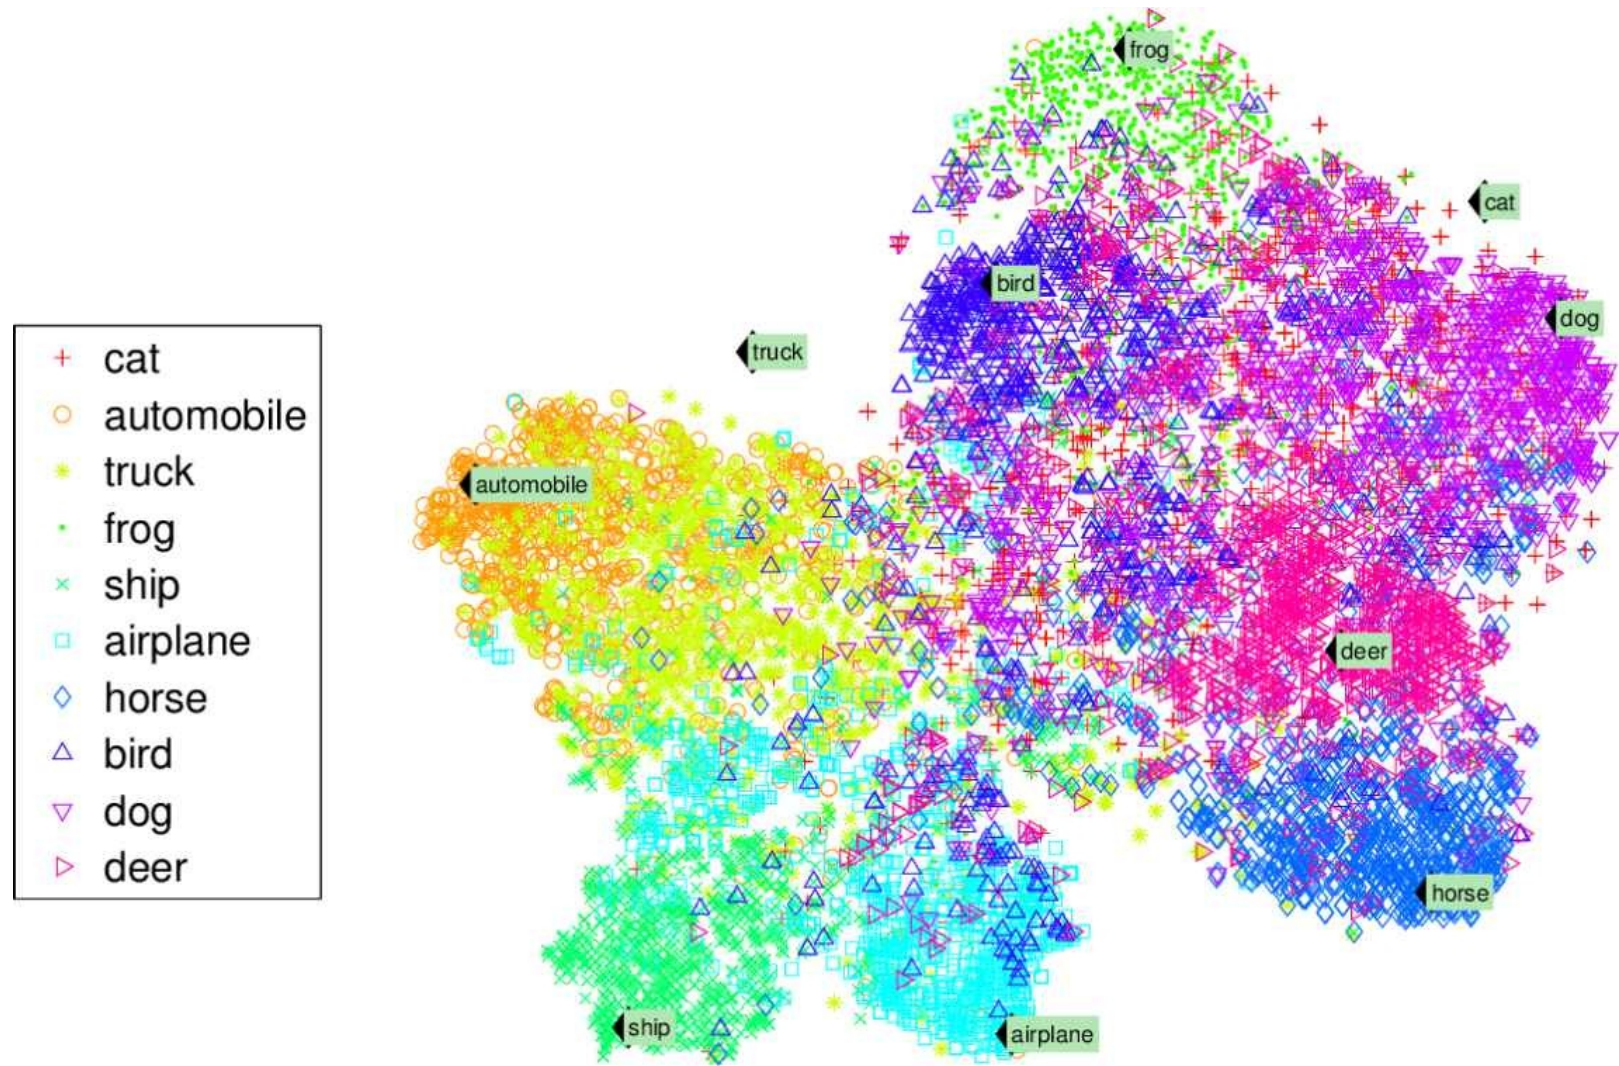 cat
automobile
truck
frog
ship
airplane
horse
bird
dog
deer
frog
cat
bird
dog
truck
automobile
deer
horse
ship
airplane